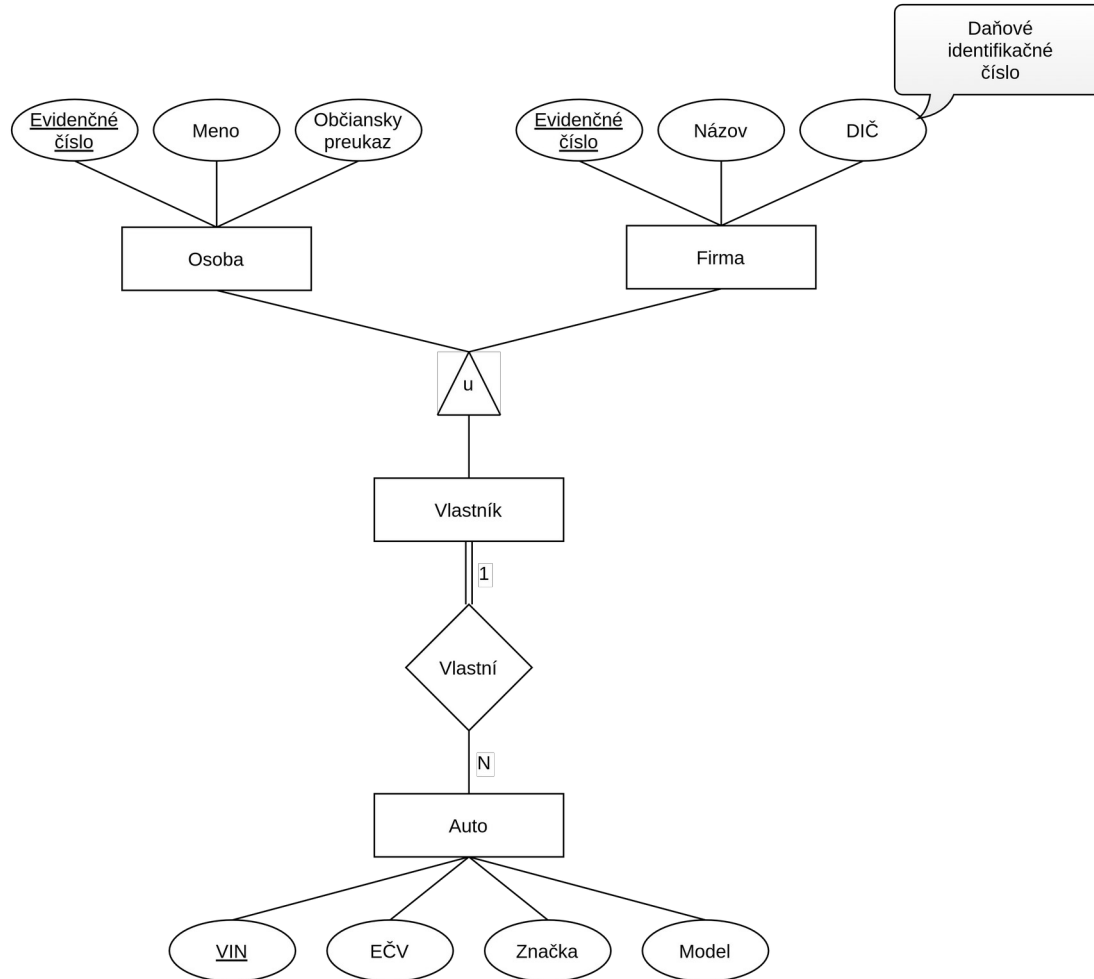 Daňové
identifikačné
číslo
Evidenčné
číslo
Meno
Občiansky
preukaz
Evidenčné
číslo
Názov
DIČ
Osoba
Firma
u
Vlastník
1
Vlastní
N
Auto
VIN
EČV
Značka
Model